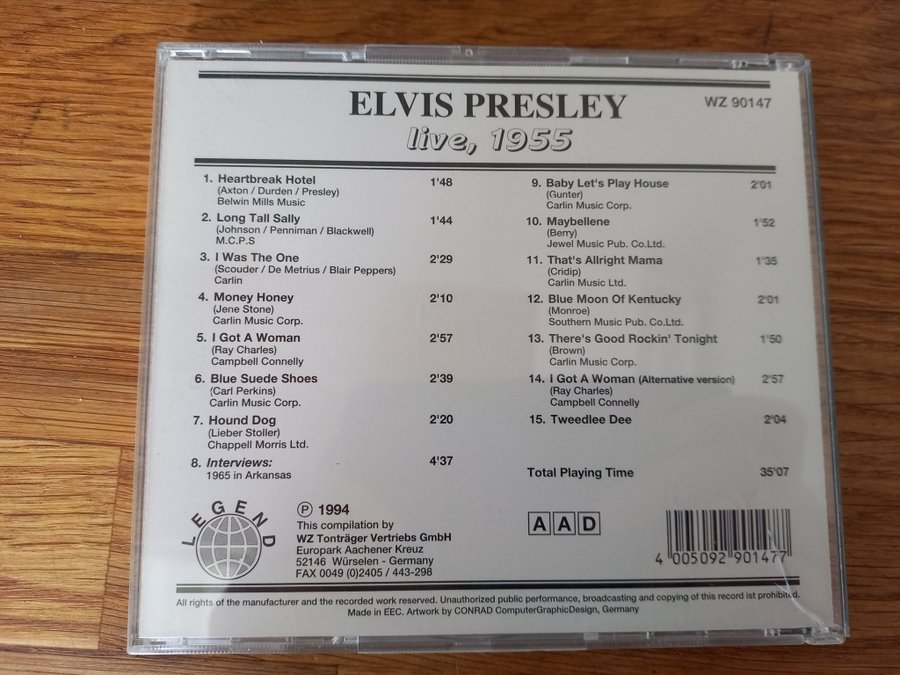 ELVIS PRESLEY
WZ 90147
live, 1955
1. Heartbreak Hotel 1'48
(Axton / Durden / Presley)
Belwin Mills Music
2. Long Tall Sally 1'44
(Johnson / Penniman / Blackwell)
M.C.P.S
3. I Was The One 2'29
(Scouder / De Metrius / Blair Peppers)
Carlin
4. Money Honey 2'10
(Jene Stone)
Carlin Music Corp.
5. I Got A Woman 2'57
(Ray Charles)
Campbell Connelly
6. Blue Suede Shoes 2'39
(Carl Perkins)
Carlin Music Corp.
7. Hound Dog 2'20
(Lieber Stoller)
Chappell Morris Ltd.
8. Interviews: 4'37
1965 in Arkansas
9. Baby Let's Play House 2'01
(Gunter)
Carlin Music Corp.
10. Maybellene 1'52
(Berry)
Jewel Music Pub. Co.Ltd.
11. That's Allright Mama 1'35
(Cridip)
Carlin Music Ltd.
12. Blue Moon Of Kentucky 2'01
(Monroe)
Southern Music Pub. Co.Ltd.
13. There's Good Rockin' Tonight 1'50
(Brown)
Carlin Music Corp.
14. I Got A Woman (Alternative version) 2'57
(Ray Charles)
Campbell Connelly
15. Tweedlee Dee 2'04
Total Playing Time 35'07
LEGEND
℗ 1994
This compilation by
WZ Tonträger Vertriebs GmbH
Europark Aachener Kreuz
52146 Würselen - Germany
FAX 0049 (0)2405 / 443-298
AAD
4 005092 901477
All rights of the manufacturer and the recorded work reserved. Unauthorized public performance, broadcasting and copying of this record ist prohibited.
Made in EEC. Artwork by CONRAD ComputerGraphicDesign, Germany